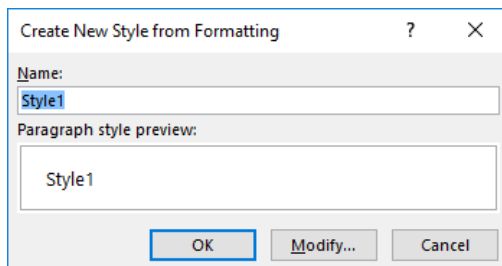 Create New Style from Formatting ? ×
Name:
Style1
Paragraph style preview:
Style1
OK Modify... Cancel